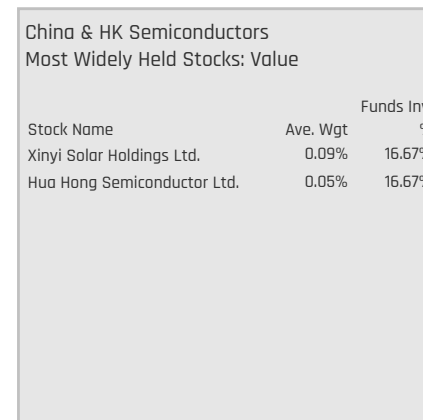 China & HK Semiconductors
Most Widely Held Stocks: Value
Funds Inv
Stock Name Ave. Wgt
Xinyi Solar Holdings Ltd. 0.09% 16.67%
Hua Hong Semiconductor Ltd. 0.05% 16.67%